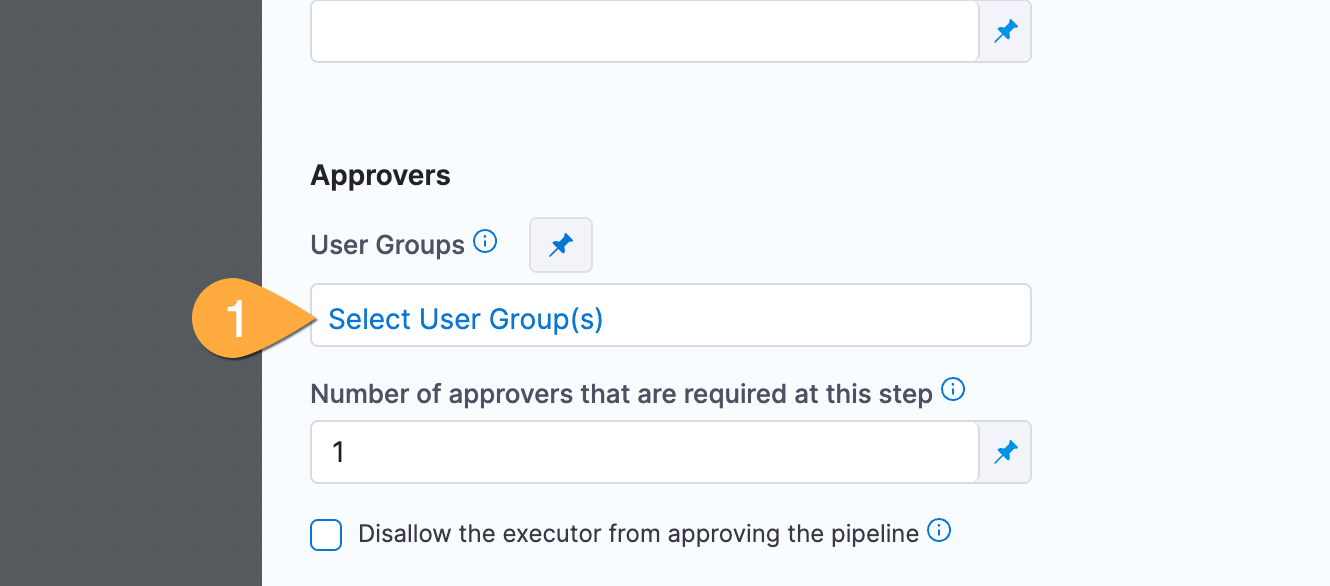 Approvers
User Groups
1
Select User Group(s)
Number of approvers that are required at this step
1
Disallow the executor from approving the pipeline